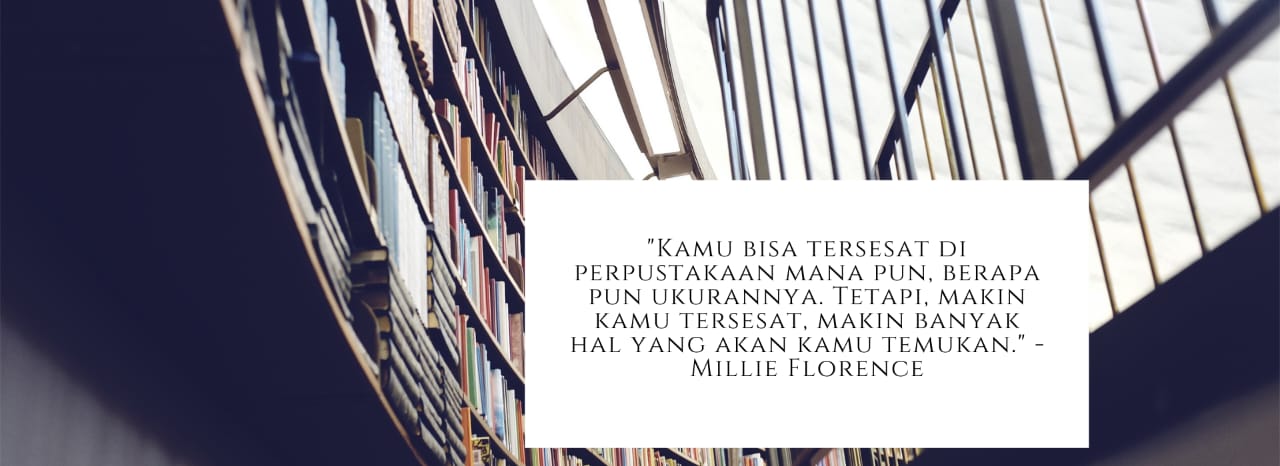 "Kamu bisa tersesat di
perpustakaan mana pun, berapa
pun ukurannya. Tetapi, makin
kamu tersesat, makin banyak
hal yang akan kamu temukan." -
Millie Florence